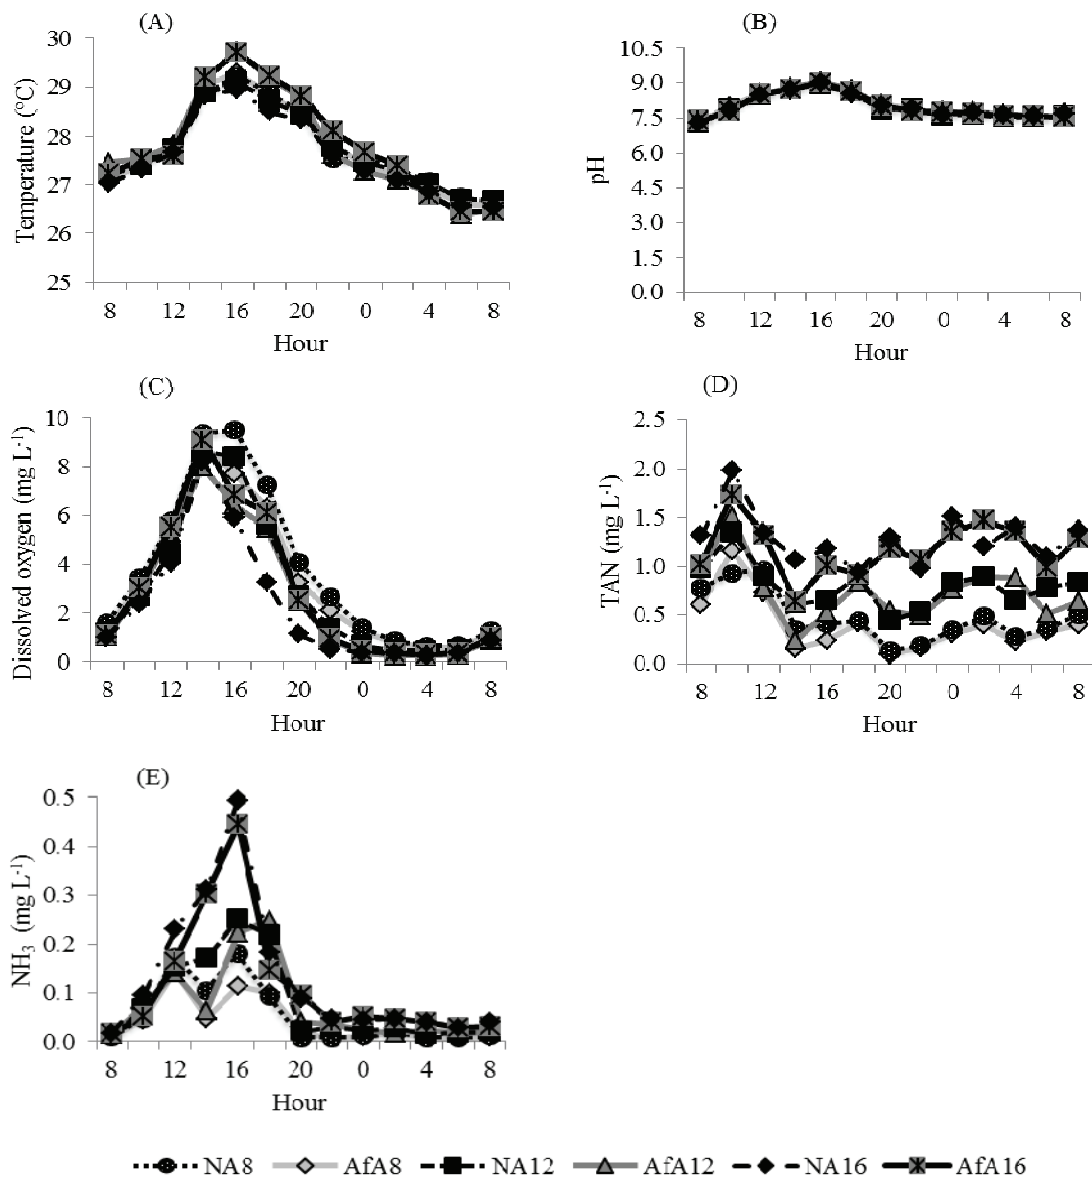 (A)
Temperature (°C)
30
29
28
27
26
25
8 12 16 20 0 4 8
Hour
(B)
pH
10.5
9.0
7.5
6.0
4.5
3.0
1.5
0.0
8 12 16 20 0 4 8
Hour
(C)
Dissolved oxygen (mg L-1)
10
8
6
4
2
0
8 12 16 20 0 4 8
Hour
(D)
TAN (mg L-1)
2.5
2.0
1.5
1.0
0.5
0.0
8 12 16 20 0 4 8
Hour
(E)
NH3 (mg L-1)
0.5
0.4
0.3
0.2
0.1
0.0
8 12 16 20 0 4 8
Hour
NA8 AfA8 NA12 AfA12 NA16 AfA16